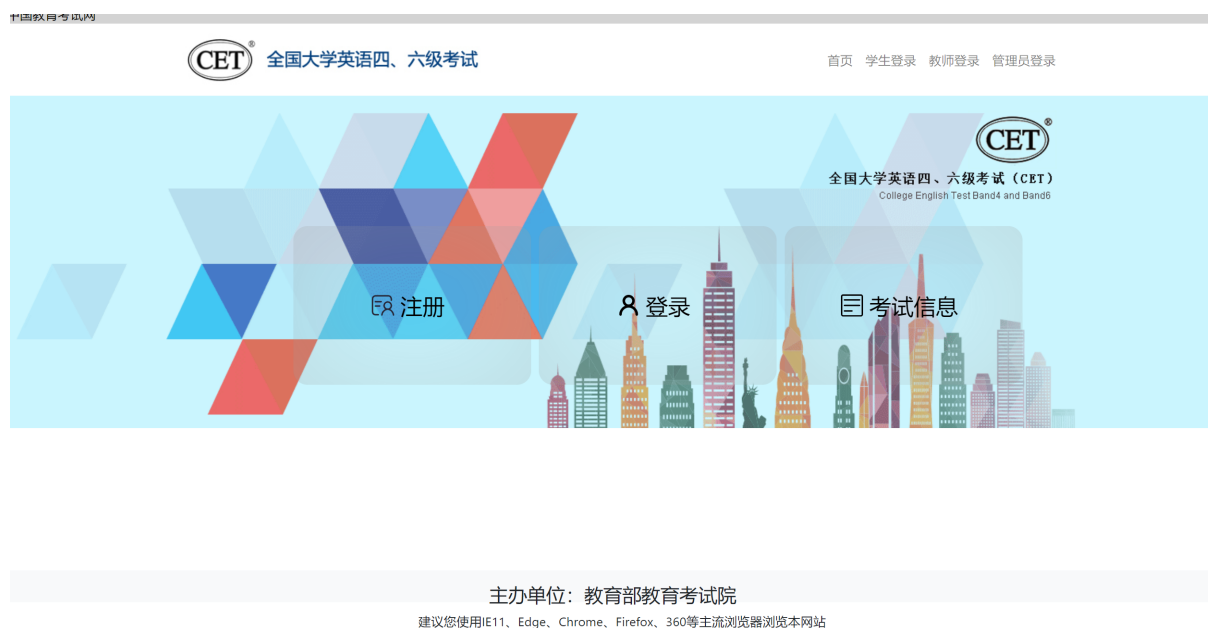 中国教育考试网
CET® 全国大学英语四、六级考试
首页 学生登录 教师登录 管理员登录
CET®
全国大学英语四、六级考试（CET）
College English Test Band4 and Band6
注册 登录 考试信息
主办单位：教育部教育考试院
建议您使用IE11、Edge、Chrome、Firefox、360等主流浏览器浏览本网站